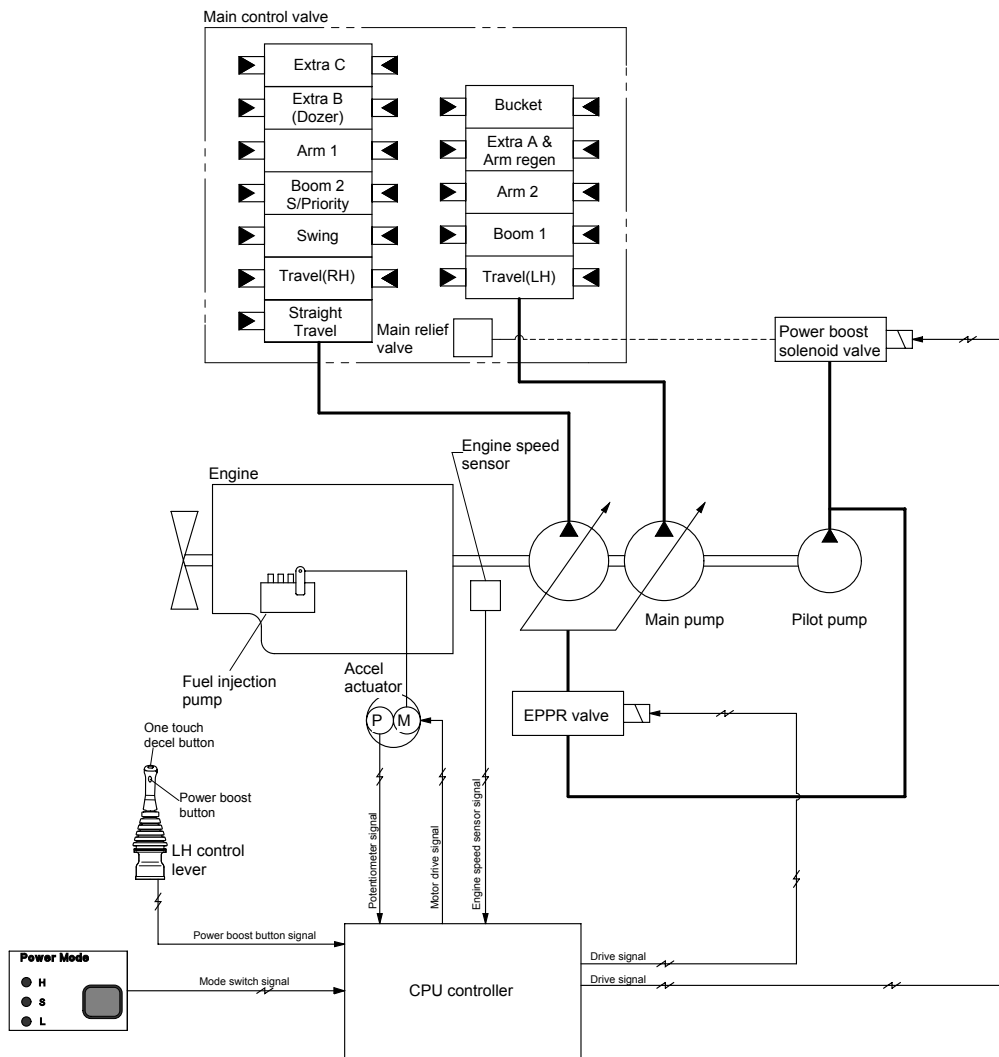 Main control valve
Extra C
Extra B
(Dozer)
Arm 1
Boom 2
S/Priority
Swing
Travel(RH)
Straight
Travel
Bucket
Extra A &
Arm regen
Arm 2
Boom 1
Travel(LH)
Main relief
valve
Power boost
solenoid valve
Engine speed
sensor
Engine
Main pump
Pilot pump
Fuel injection
pump
Accel
actuator
P
M
EPPR valve
One touch
decel button
Power boost
button
LH control
lever
Potentiometer signal
Motor drive signal
Engine speed sensor signal
Power boost button signal
Mode switch signal
Power Mode
H
S
L
CPU controller
Drive signal
Drive signal